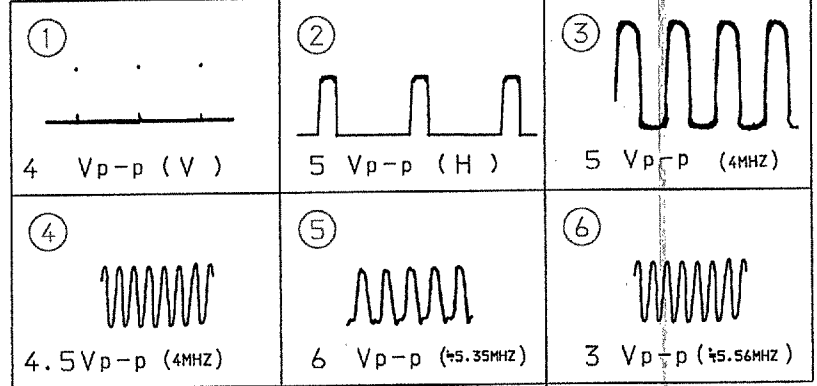 ① ② ③
4 Vp-p (V) 5 Vp-p (H) 5 Vp-p (4MHZ)
④ ⑤ ⑥
4.5Vp-p (4MHZ) 6 Vp-p (≒5.35MHZ) 3 Vp-p (≒5.56MHZ)